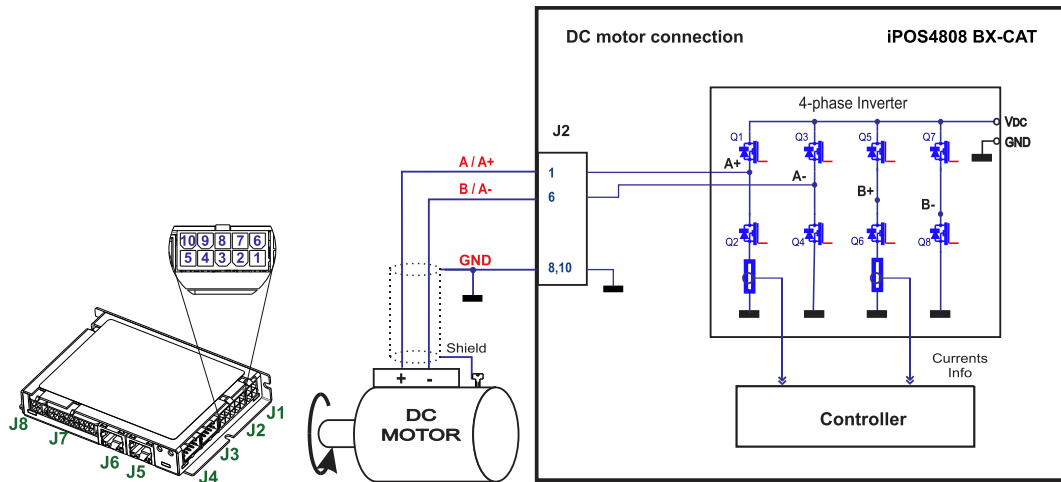 DC motor connection
iPOS4808 BX-CAT
4-phase Inverter
VDC
GND
Q1
Q3
Q5
Q7
J2
A / A+
1
A+
B / A-
6
A-
B+
B-
Q2
Q4
Q6
Q8
GND
8,10
10 9 8 7 6
5 4 3 2 1
Shield
Currents
Info
+ -
DC
MOTOR
Controller
J1
J2
J3
J4
J5
J6
J7
J8